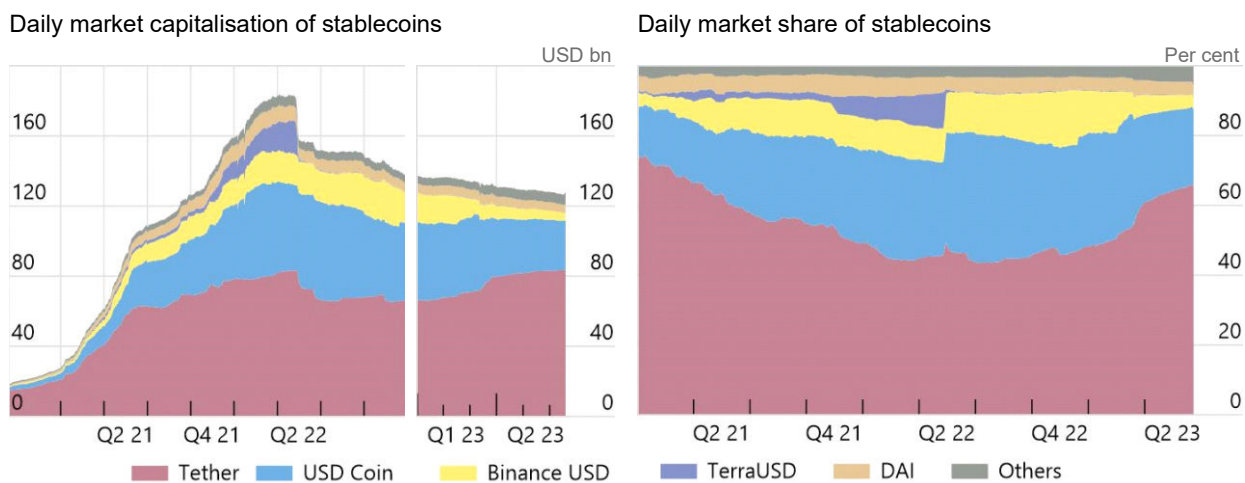 Daily market capitalisation of stablecoins
USD bn
160
120
80
40
0
160
120
80
40
0
Q2 21 Q4 21 Q2 22 Q1 23 Q2 23
Daily market share of stablecoins
Per cent
80
60
40
20
0
Q2 21 Q4 21 Q2 22 Q4 22 Q2 23
Tether USD Coin Binance USD TerraUSD DAI Others